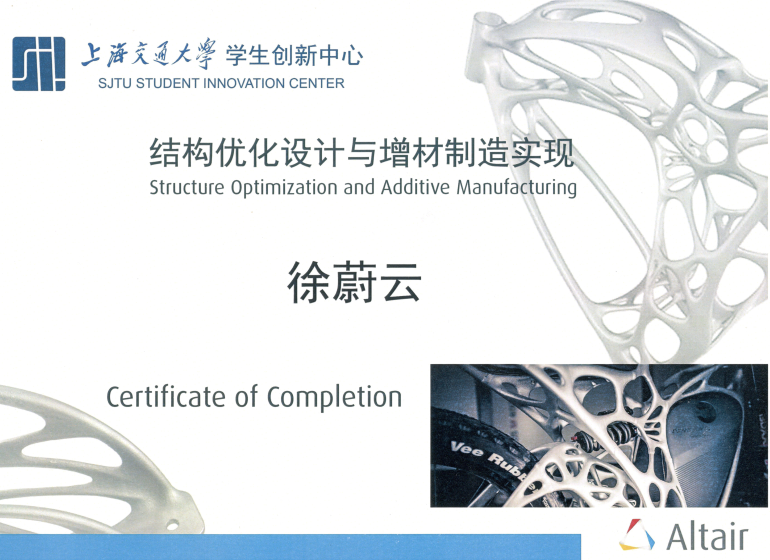 上海交通大學 学生创新中心
SJTU STUDENT INNOVATION CENTER
结构优化设计与增材制造实现
Structure Optimization and Additive Manufacturing
徐蔚云
Certificate of Completion
Vee Rubb
Altair